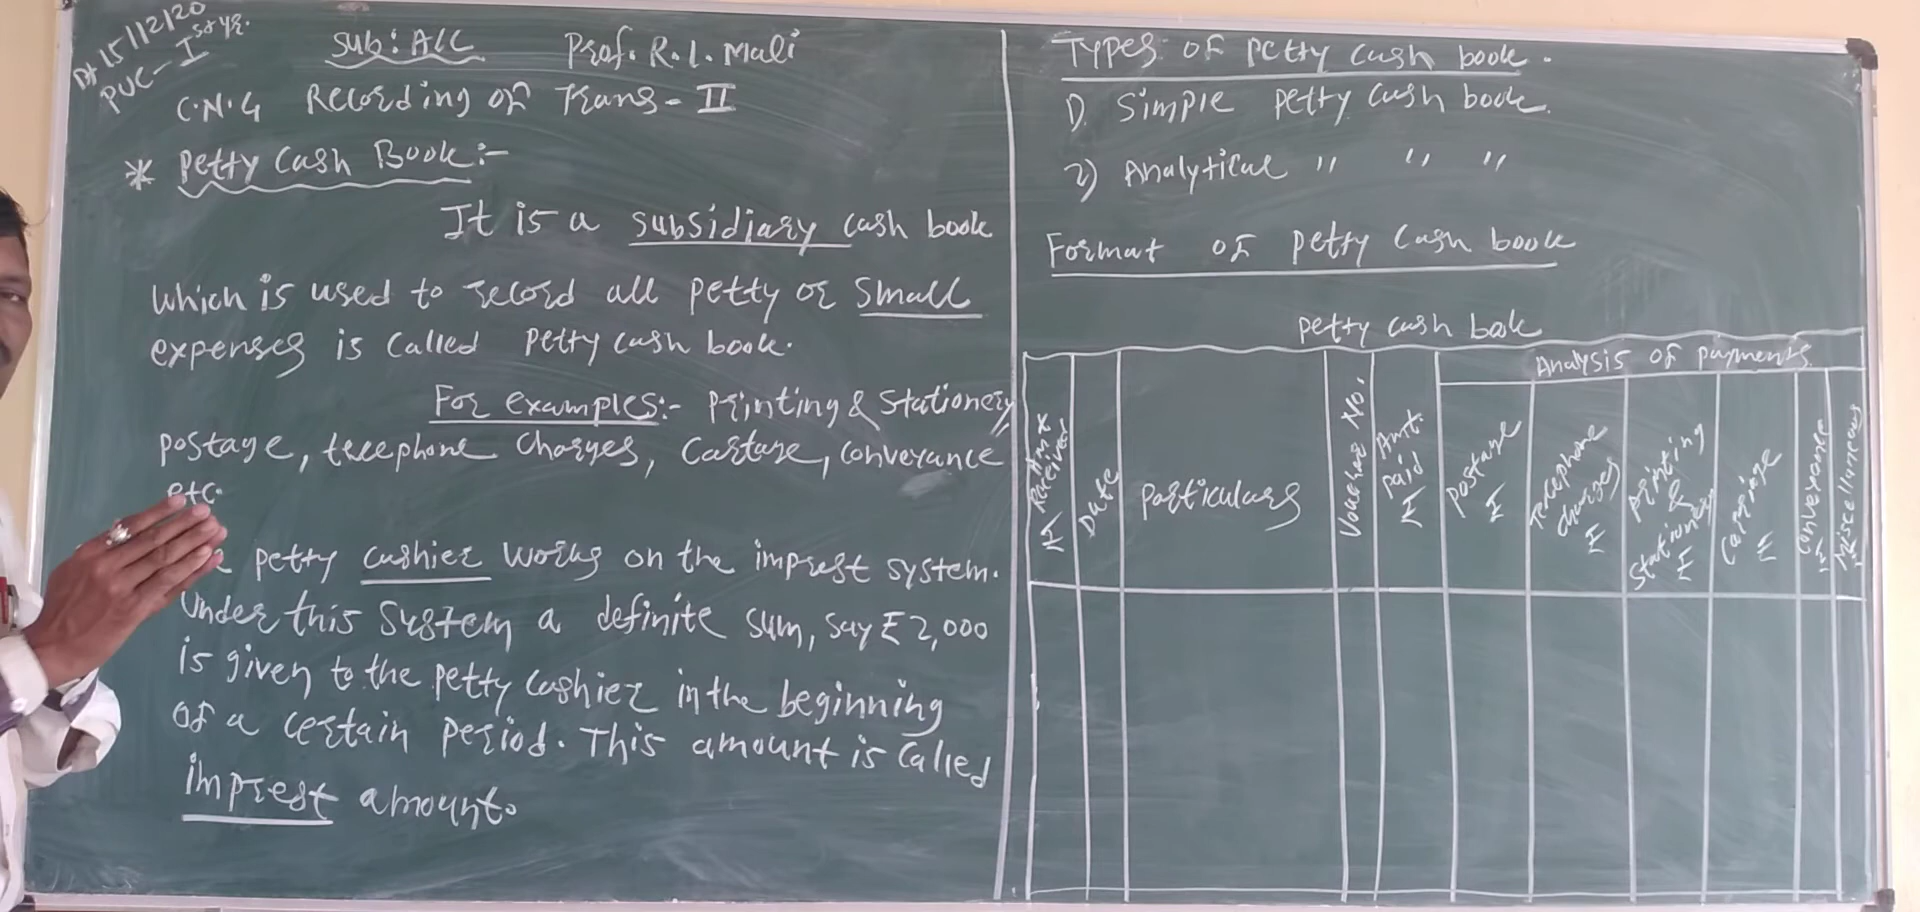 Dt 15/12/20
PUC - I st yr.
Sub: A/C Prof. R. I. Mali
C.N.4 Recording of Trans - II
* Petty Cash Book :-
It is a subsidiary cash book
which is used to record all petty or small
expenses is called petty cash book.
For examples :- printing & stationery
postage, telephone charges, cartage, conveyance
etc.
petty cashier works on the imprest system.
Under this system a definite sum, say ₹ 2,000
is given to the petty cashier in the beginning
of a certain period. This amount is called
imprest amount.
Types of petty cash book.
1). Simple petty cash book.
2) Analytical " " "
Format of petty cash book
petty cash book
Analysis of payments
Amt Received ₹
Date
particulars
Voucher No.
Amt. paid ₹
postage ₹
Telephone charges ₹
printing & stationery ₹
Carriage ₹
Conveyance ₹
Miscellaneous ₹